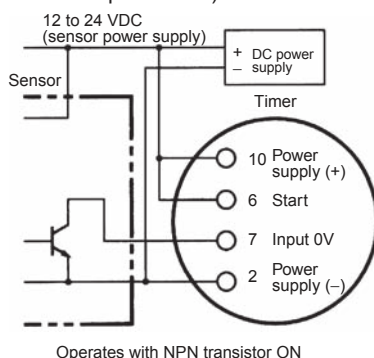 12 to 24 VDC
(sensor power supply)
+ DC power
– supply
Sensor
Timer
10 Power
supply (+)
6 Start
7 Input 0V
2 Power
supply (–)
Operates with NPN transistor ON